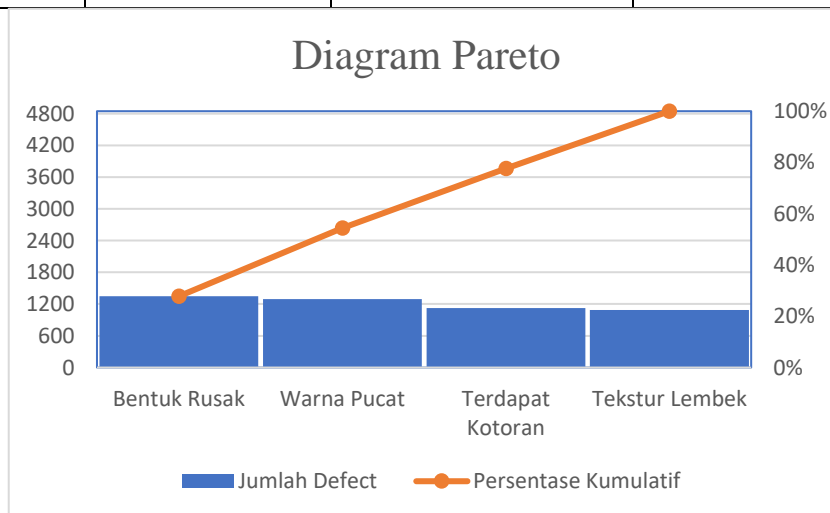 Diagram Pareto
4800
4200
3600
3000
2400
1800
1200
600
0
100%
80%
60%
40%
20%
0%
Bentuk Rusak
Warna Pucat
Terdapat
Kotoran
Tekstur Lembek
Jumlah Defect
Persentase Kumulatif